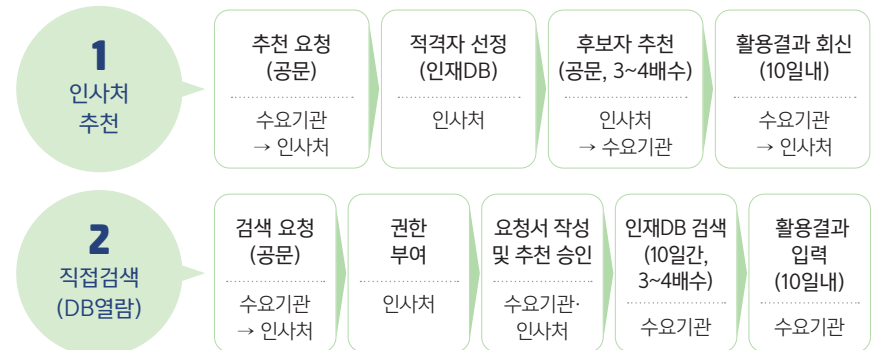 1
인사처
추천
추천 요청
(공문)
수요기관
→ 인사처
적격자 선정
(인재DB)
인사처
후보자 추천
(공문, 3~4배수)
인사처
→ 수요기관
활용결과 회신
(10일내)
수요기관
→ 인사처
2
직접검색
(DB열람)
검색 요청
(공문)
수요기관
→ 인사처
권한
부여
인사처
요청서 작성
및 추천 승인
수요기관·
인사처
인재DB 검색
(10일간,
3~4배수)
수요기관
활용결과
입력
(10일내)
수요기관